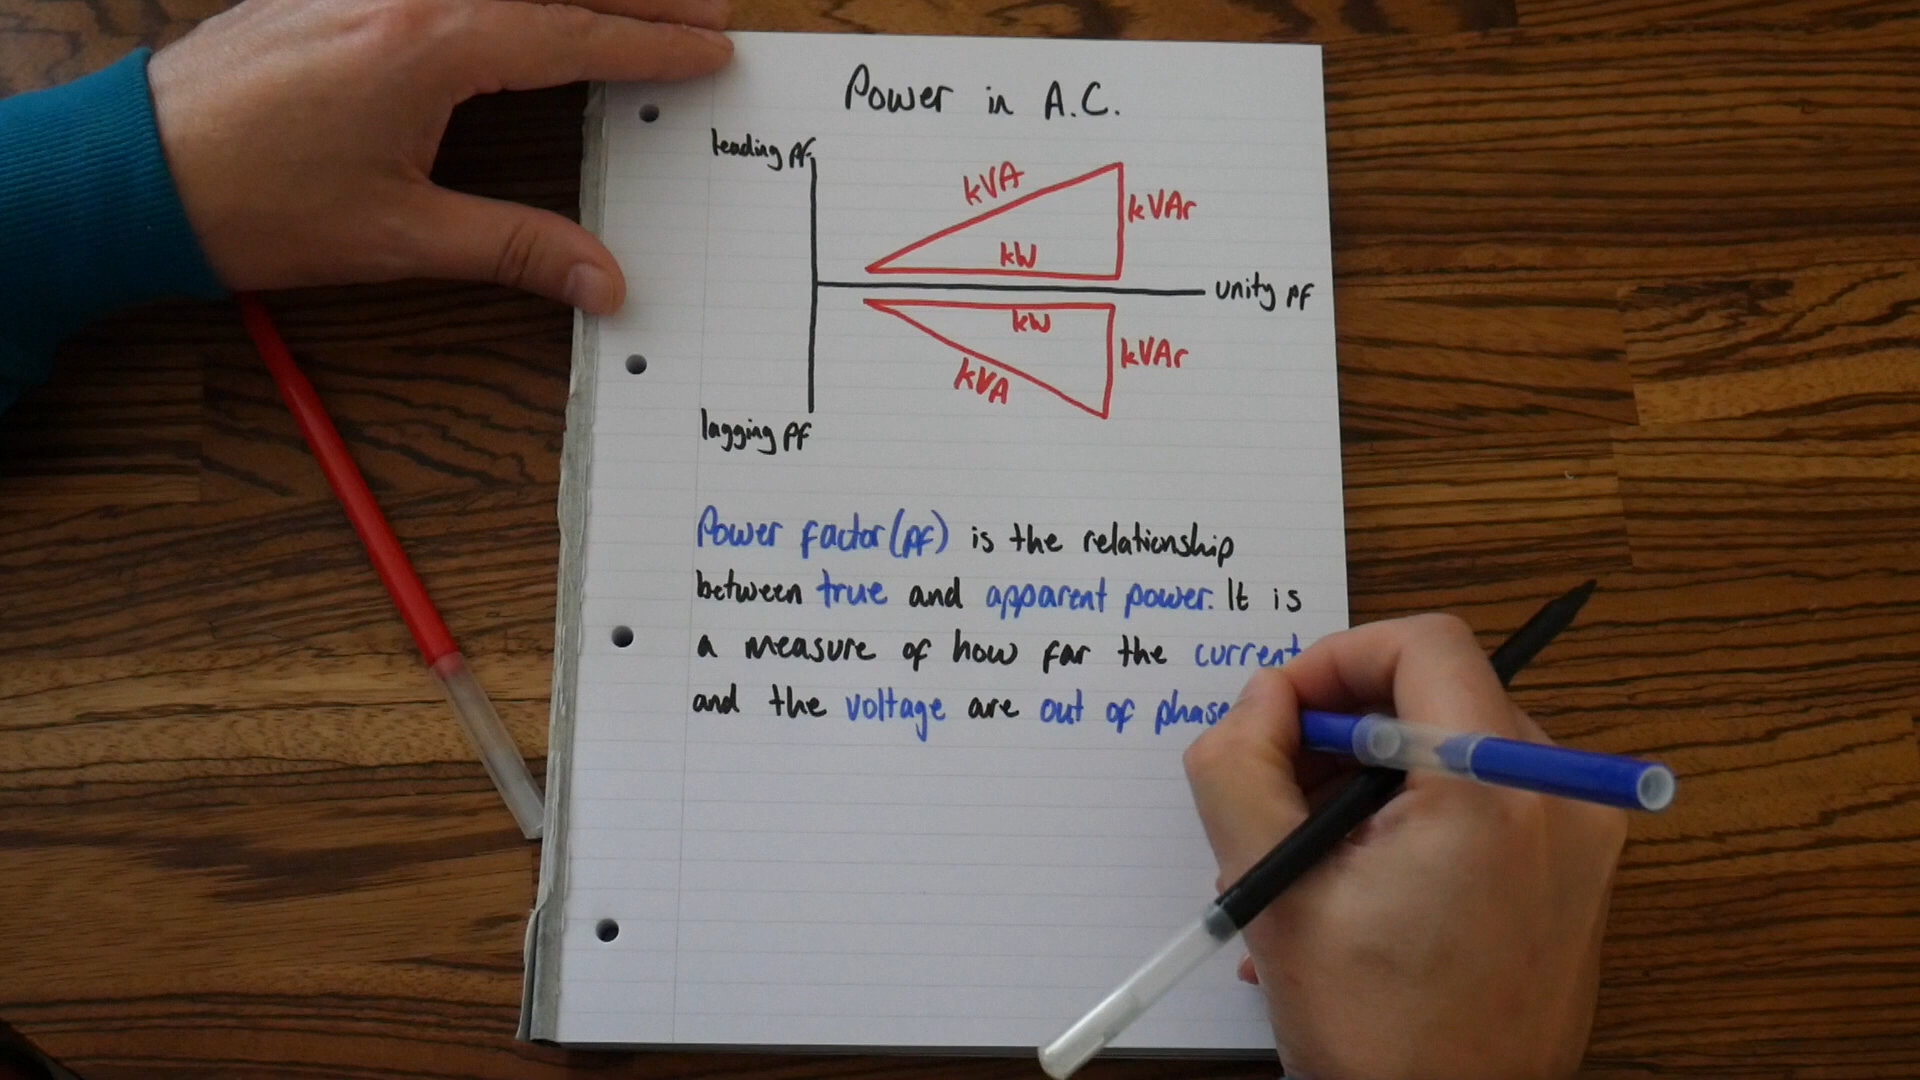 Power in A.C.
leading pf
kVA
kVAr
kW
unity pf
kW
kVAr
kVA
lagging pf
Power factor (pf) is the relationship
between true and apparent power. It is
a measure of how far the current
and the voltage are out of phase